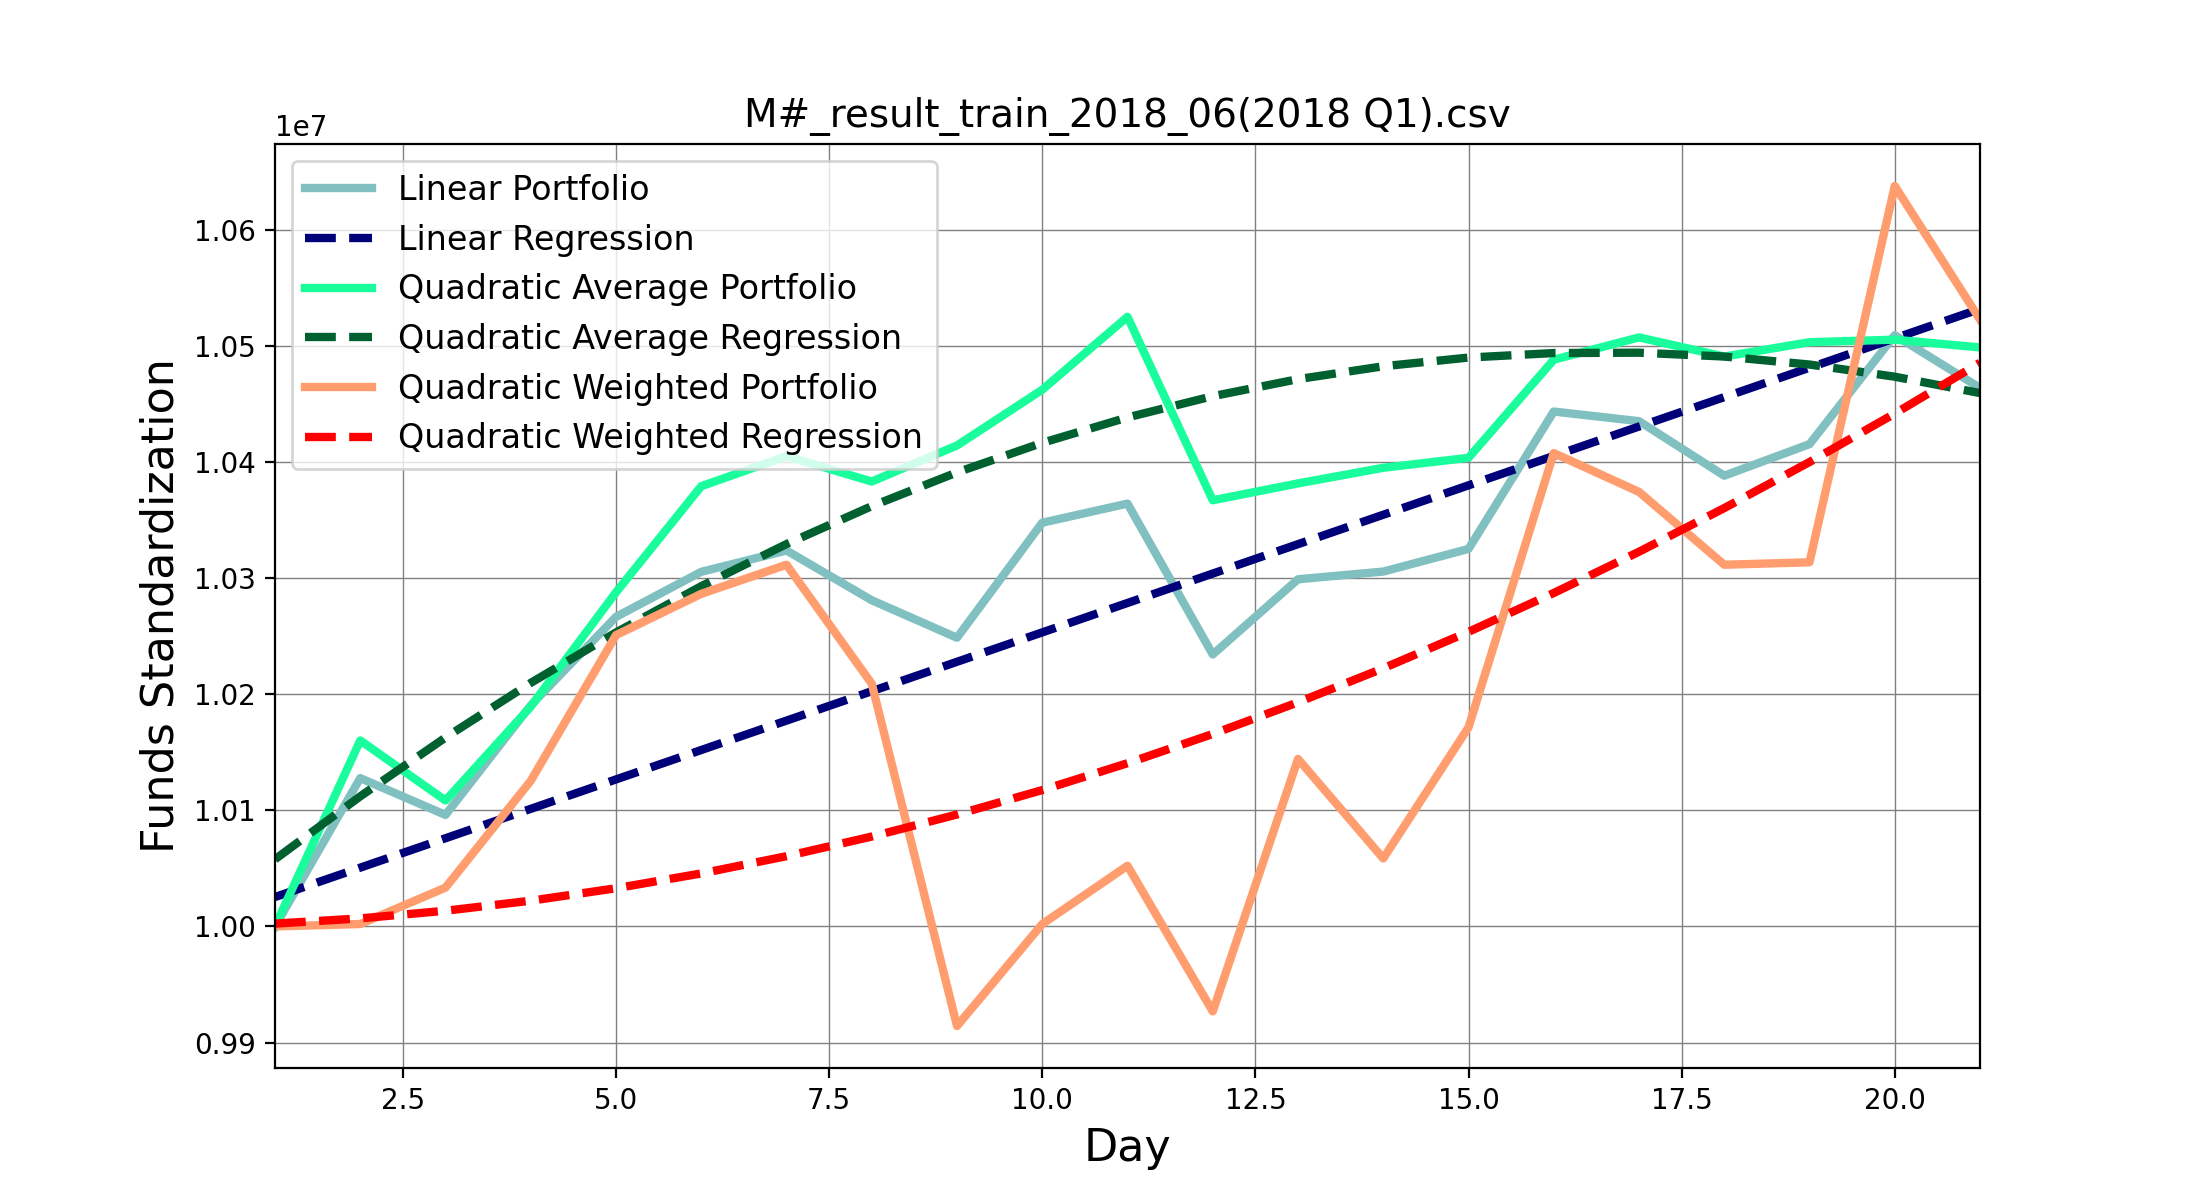 M#_result_train_2018_06(2018 Q1).csv
1e7
Linear Portfolio
Linear Regression
Quadratic Average Portfolio
Quadratic Average Regression
Quadratic Weighted Portfolio
Quadratic Weighted Regression
Funds Standardization
1.06
1.05
1.04
1.03
1.02
1.01
1.00
0.99
2.5 5.0 7.5 10.0 12.5 15.0 17.5 20.0
Day